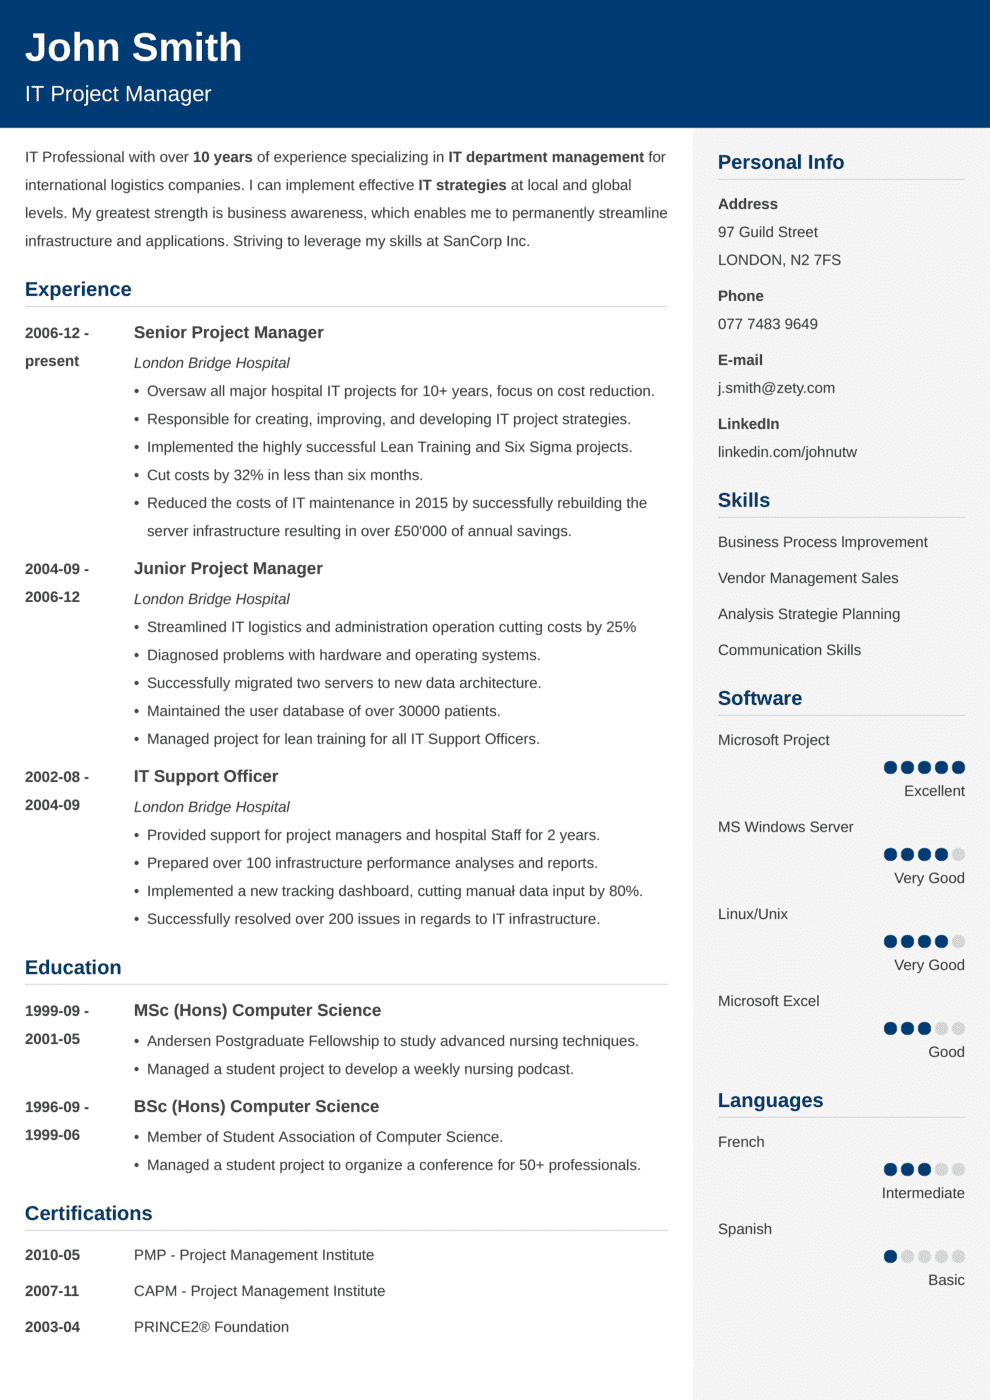 John Smith
IT Project Manager
IT Professional with over 10 years of experience specializing in IT department management for
international logistics companies. I can implement effective IT strategies at local and global
levels. My greatest strength is business awareness, which enables me to permanently streamline
infrastructure and applications. Striving to leverage my skills at SanCorp Inc.
Experience
2006-12 -
present
Senior Project Manager
London Bridge Hospital
• Oversaw all major hospital IT projects for 10+ years, focus on cost reduction.
• Responsible for creating, improving, and developing IT project strategies.
• Implemented the highly successful Lean Training and Six Sigma projects.
• Cut costs by 32% in less than six months.
• Reduced the costs of IT maintenance in 2015 by successfully rebuilding the
server infrastructure resulting in over £50'000 of annual savings.
2004-09 -
2006-12
Junior Project Manager
London Bridge Hospital
• Streamlined IT logistics and administration operation cutting costs by 25%
• Diagnosed problems with hardware and operating systems.
• Successfully migrated two servers to new data architecture.
• Maintained the user database of over 30000 patients.
• Managed project for lean training for all IT Support Officers.
2002-08 -
2004-09
IT Support Officer
London Bridge Hospital
• Provided support for project managers and hospital Staff for 2 years.
• Prepared over 100 infrastructure performance analyses and reports.
• Implemented a new tracking dashboard, cutting manuał data input by 80%.
• Successfully resolved over 200 issues in regards to IT infrastructure.
Education
1999-09 -
2001-05
MSc (Hons) Computer Science
• Andersen Postgraduate Fellowship to study advanced nursing techniques.
• Managed a student project to develop a weekly nursing podcast.
1996-09 -
1999-06
BSc (Hons) Computer Science
• Member of Student Association of Computer Science.
• Managed a student project to organize a conference for 50+ professionals.
Certifications
2010-05 PMP - Project Management Institute
2007-11 CAPM - Project Management Institute
2003-04 PRINCE2® Foundation
Personal Info
Address
97 Guild Street
LONDON, N2 7FS
Phone
077 7483 9649
E-mail
j.smith@zety.com
LinkedIn
linkedin.com/johnutw
Skills
Business Process Improvement
Vendor Management Sales
Analysis Strategie Planning
Communication Skills
Software
Microsoft Project
Excellent
MS Windows Server
Very Good
Linux/Unix
Very Good
Microsoft Excel
Good
Languages
French
Intermediate
Spanish
Basic